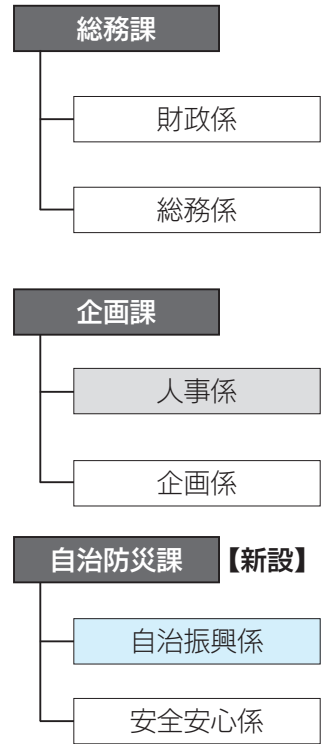 総務課
財政係
総務係
企画課
人事係
企画係
自治防災課 【新設】
自治振興係
安全安心係